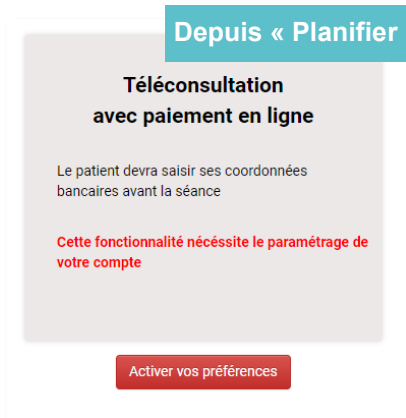 Depuis « Planifier
Téléconsultation
avec paiement en ligne
Le patient devra saisir ses coordonnées
bancaires avant la séance
Cette fonctionnalité nécéssite le paramétrage de
votre compte
Activer vos préférences